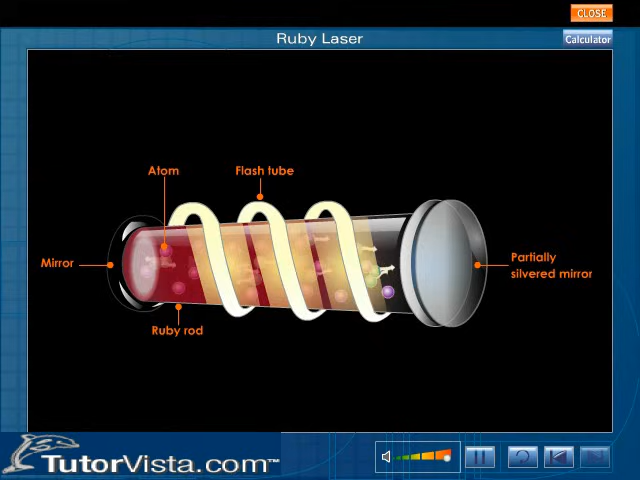 CLOSE
Ruby Laser
Calculator
Atom
Flash tube
Mirror
Partially
silvered mirror
Ruby rod
TutorVista.com™